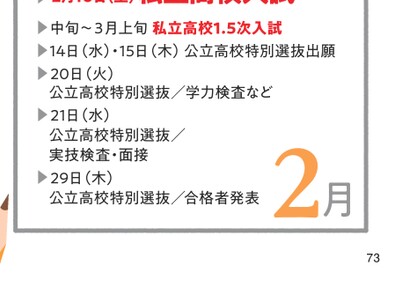 ▶中旬～3月上旬 私立高校1.5次入試
▶14日（水）・15日（木）公立高校特別選抜出願
▶20日（火）
公立高校特別選抜／学力検査など
▶21日（水）
公立高校特別選抜／
実技検査・面接
▶29日（木）
公立高校特別選抜／合格者発表
2月
73